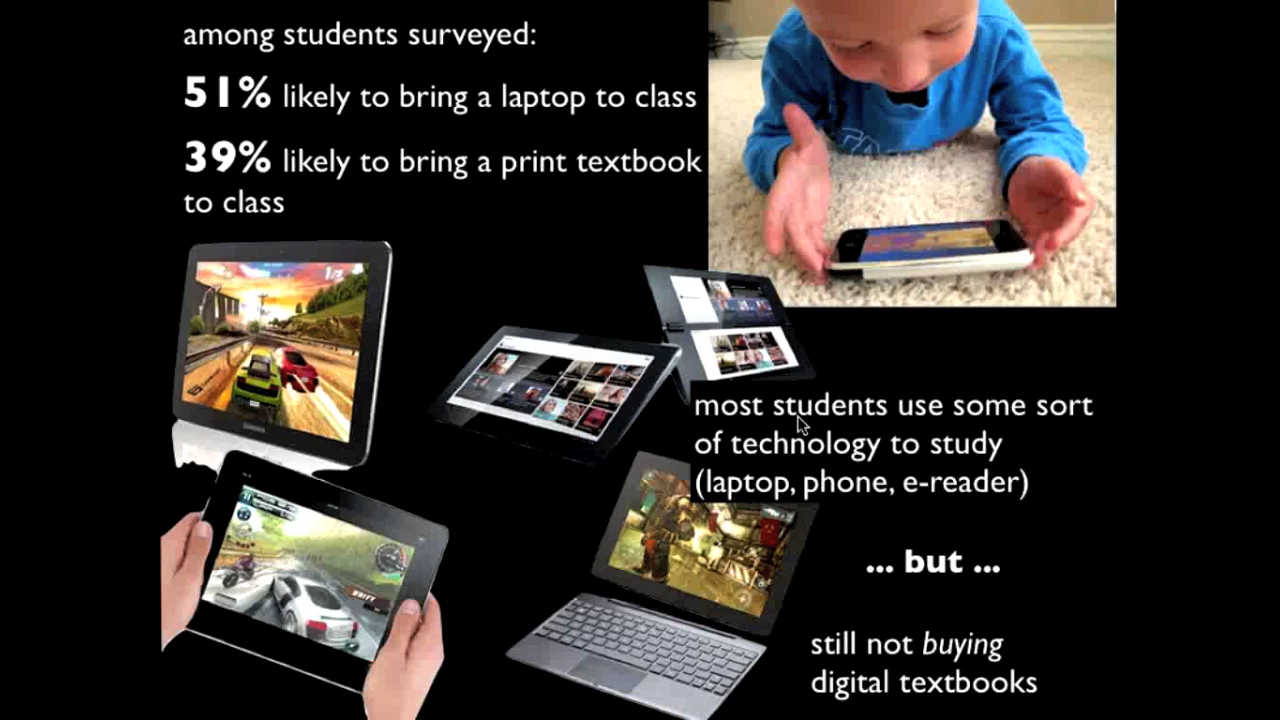 among students surveyed:
51% likely to bring a laptop to class
39% likely to bring a print textbook
to class
most students use some sort
of technology to study
(laptop, phone, e-reader)
... but ...
still not buying
digital textbooks